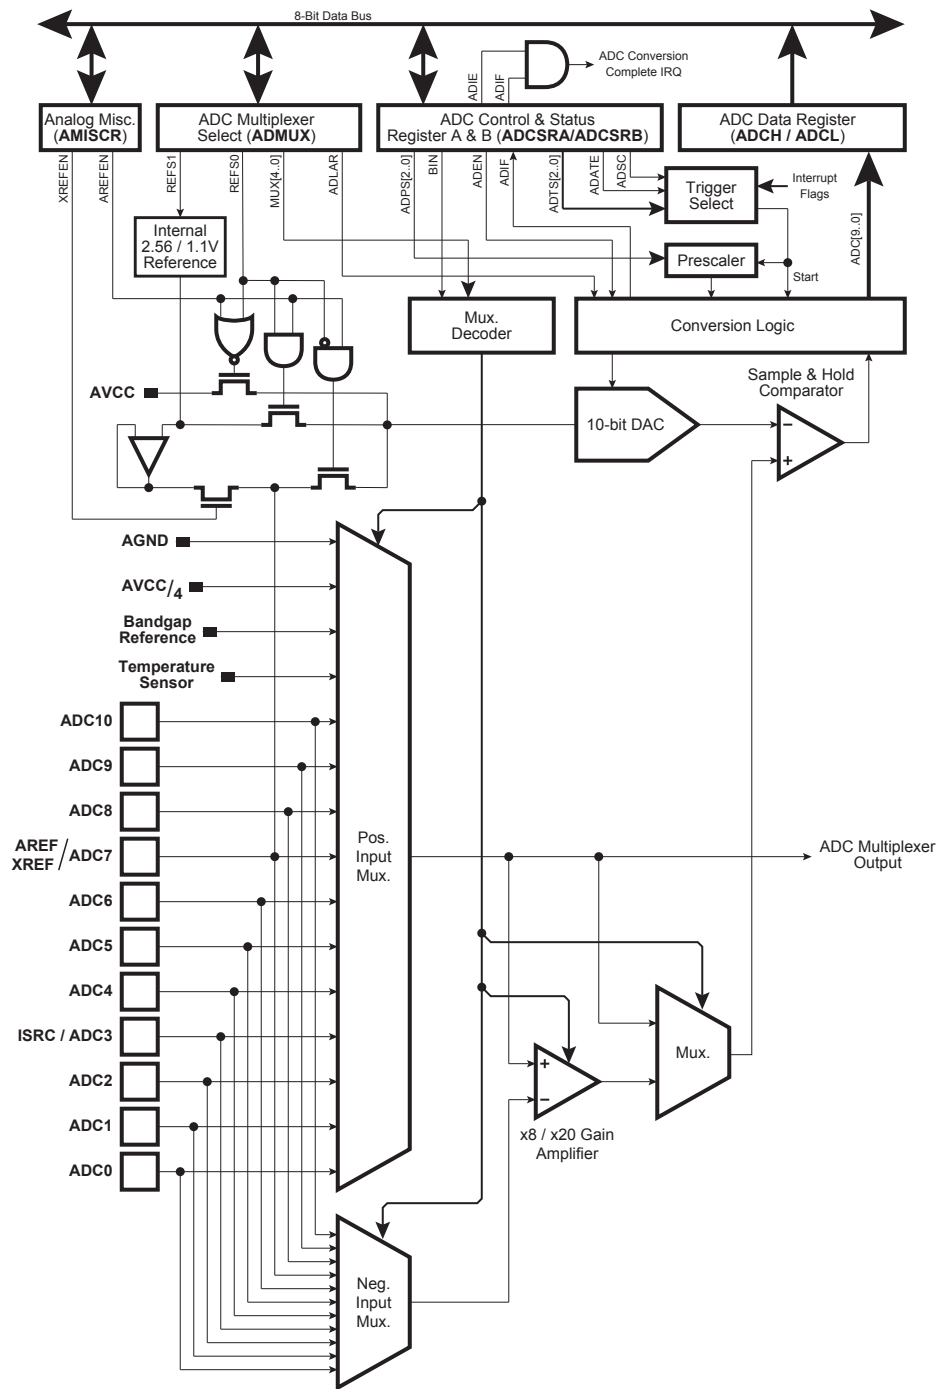 8-Bit Data Bus
ADC Conversion
Complete IRQ
ADIE
ADIF
Analog Misc.
(AMISCR)
ADC Multiplexer
Select (ADMUX)
ADC Control & Status
Register A & B (ADCSRA/ADCSRB)
ADC Data Register
(ADCH / ADCL)
XREFEN
AREFEN
REFS1
REFS0
MUX[4..0]
ADLAR
ADPS[2..0]
BIN
ADEN
ADIF
ADTS[2..0]
ADATE
ADSC
ADC[9..0]
Trigger
Select
Interrupt
Flags
Internal
2.56 / 1.1V
Reference
Prescaler
Start
Mux.
Decoder
Conversion Logic
Sample & Hold
Comparator
AVCC
10-bit DAC
−
+
AGND
AVCC/4
Bandgap
Reference
Temperature
Sensor
ADC10
ADC9
ADC8
AREF
XREF / ADC7
ADC6
ADC5
ADC4
ISRC / ADC3
ADC2
ADC1
ADC0
Pos.
Input
Mux.
ADC Multiplexer
Output
Mux.
+
−
x8 / x20 Gain
Amplifier
Neg.
Input
Mux.